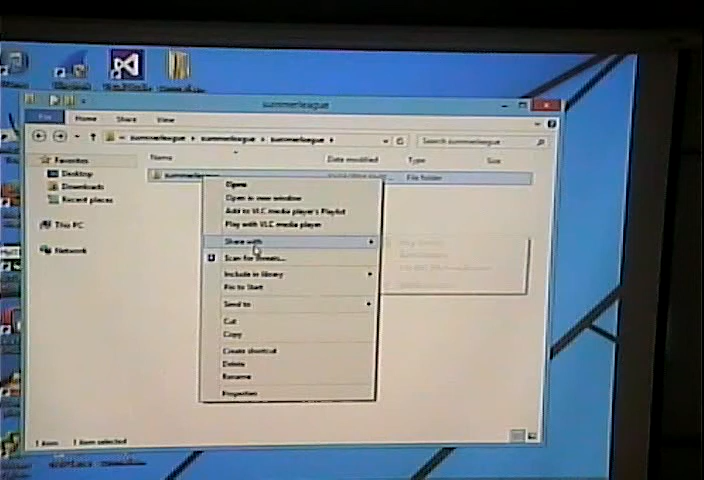 summerleague
File Home Share View
summerleague summerleague summerleague Search summerleague
Favorites
Desktop
Downloads
Recent places
This PC
Network
Name Date modified Type Size
File folder
Open
Open in new window
Add to VLC media player's Playlist
Play with VLC media player
Share with
Scan for threats...
Include in library
Pin to Start
Send to
Cut
Copy
Create shortcut
Delete
Rename
Properties
1 item 1 item selected